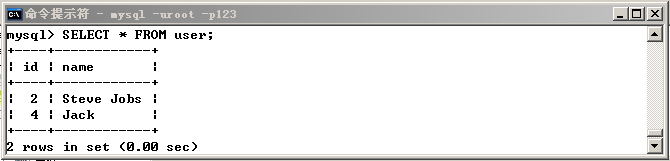 命令提示符 - mysql -uroot -p123
mysql> SELECT * FROM user;
+----+------------+
| id | name       |
+----+------------+
|  2 | Steve Jobs |
|  4 | Jack       |
+----+------------+
2 rows in set (0.00 sec)